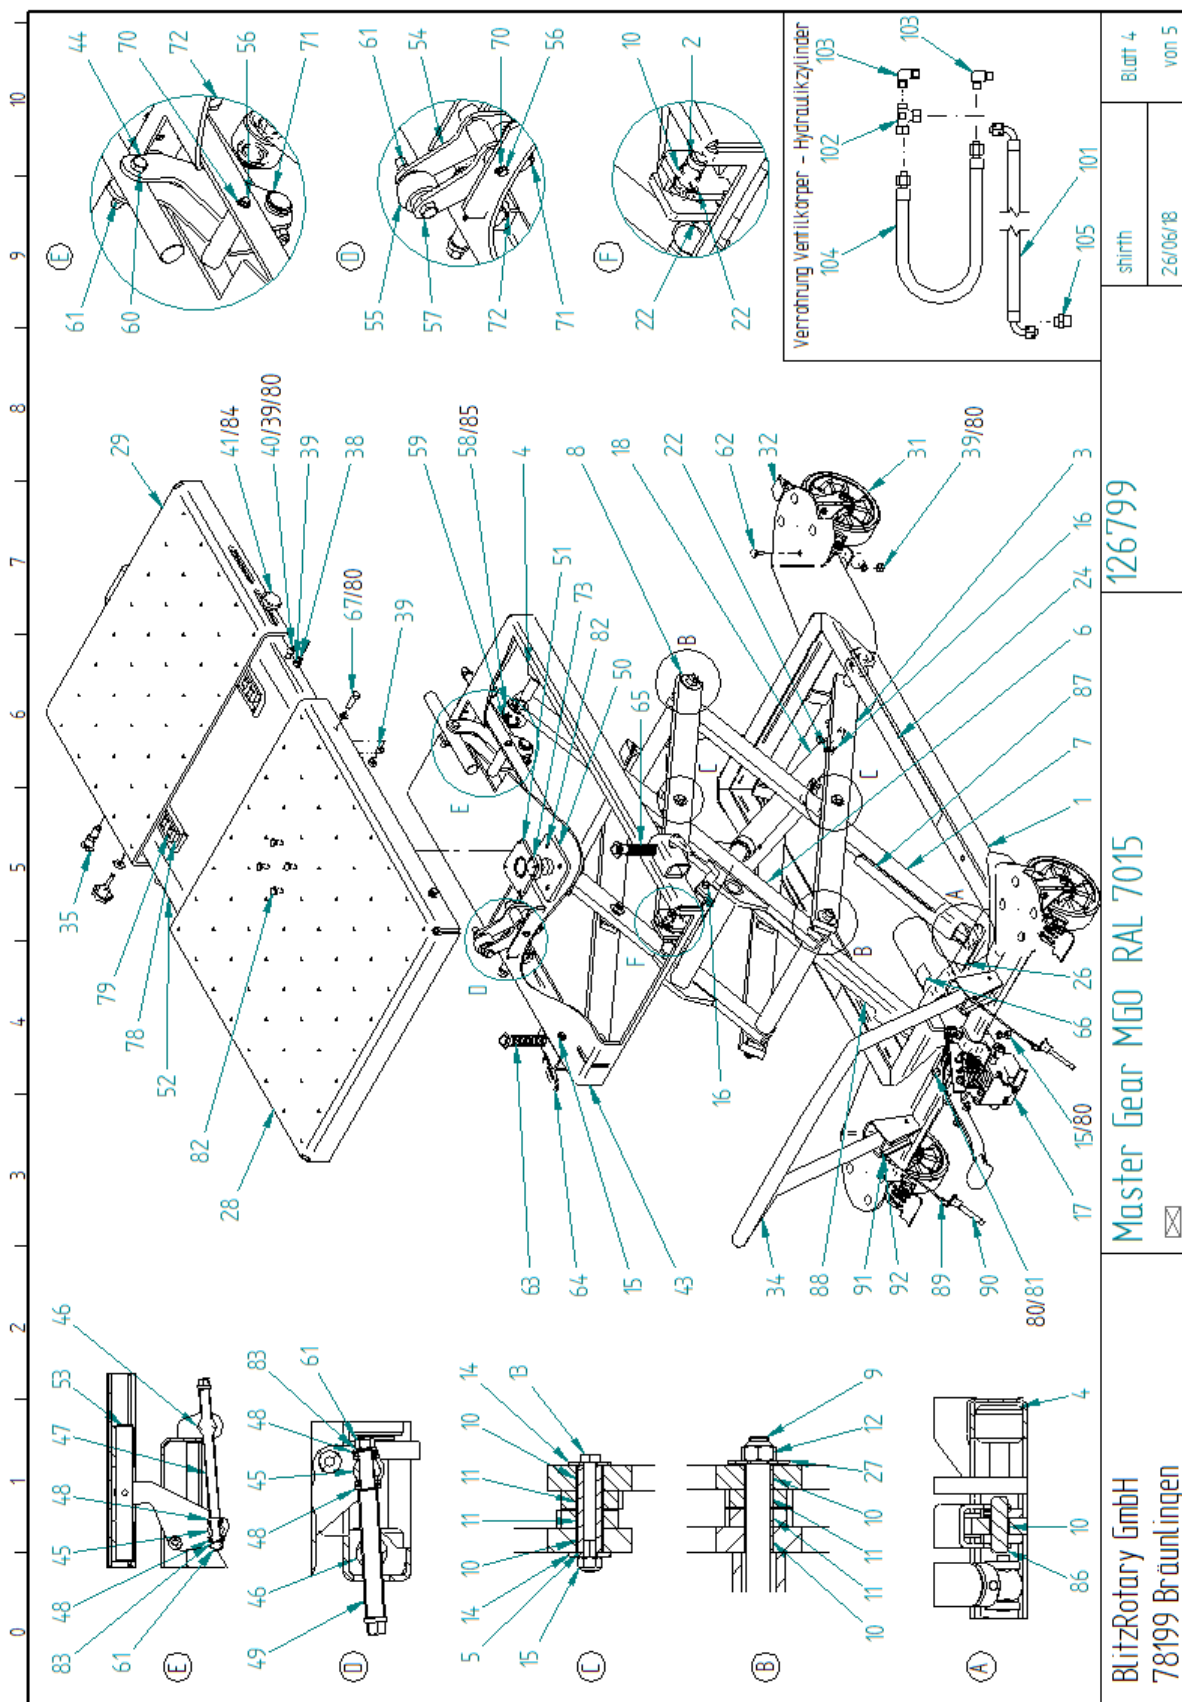 0 1 2 3 4 5 6 7 8 9 10
E
D
C
B
A
83 48 45 48 47 53 46
61
49 46 48 45 48 83 61
5 14 10 11 11 10 14 13
15
10 11 11 10 27 12 9
86 10 4
28
82
52
78
79
35
29
41/84
40/39/80
39
38
67/80
39
59
58/85
4
51
73
82
50
65
8
18
22
62
32
31
39/80
3
16
24
6
87
7
1
26
66
15/80
17
80/81
90
89
92
91
88
34
43
15
64
63
16
E
D
F
B
C
C
B
A
E
44
70
72
56
71
61
60
D
61
54
70
56
55
57
72
71
F
10
2
22
22
Verrohrung Ventilkörper - Hydraulikzylinder
103
103
102
104
101
105
BlitzRotary GmbH
78199 Bräunlingen
Master Gear MGO RAL 7015
126799
shirth
26/06/18
Blatt 4
von 5